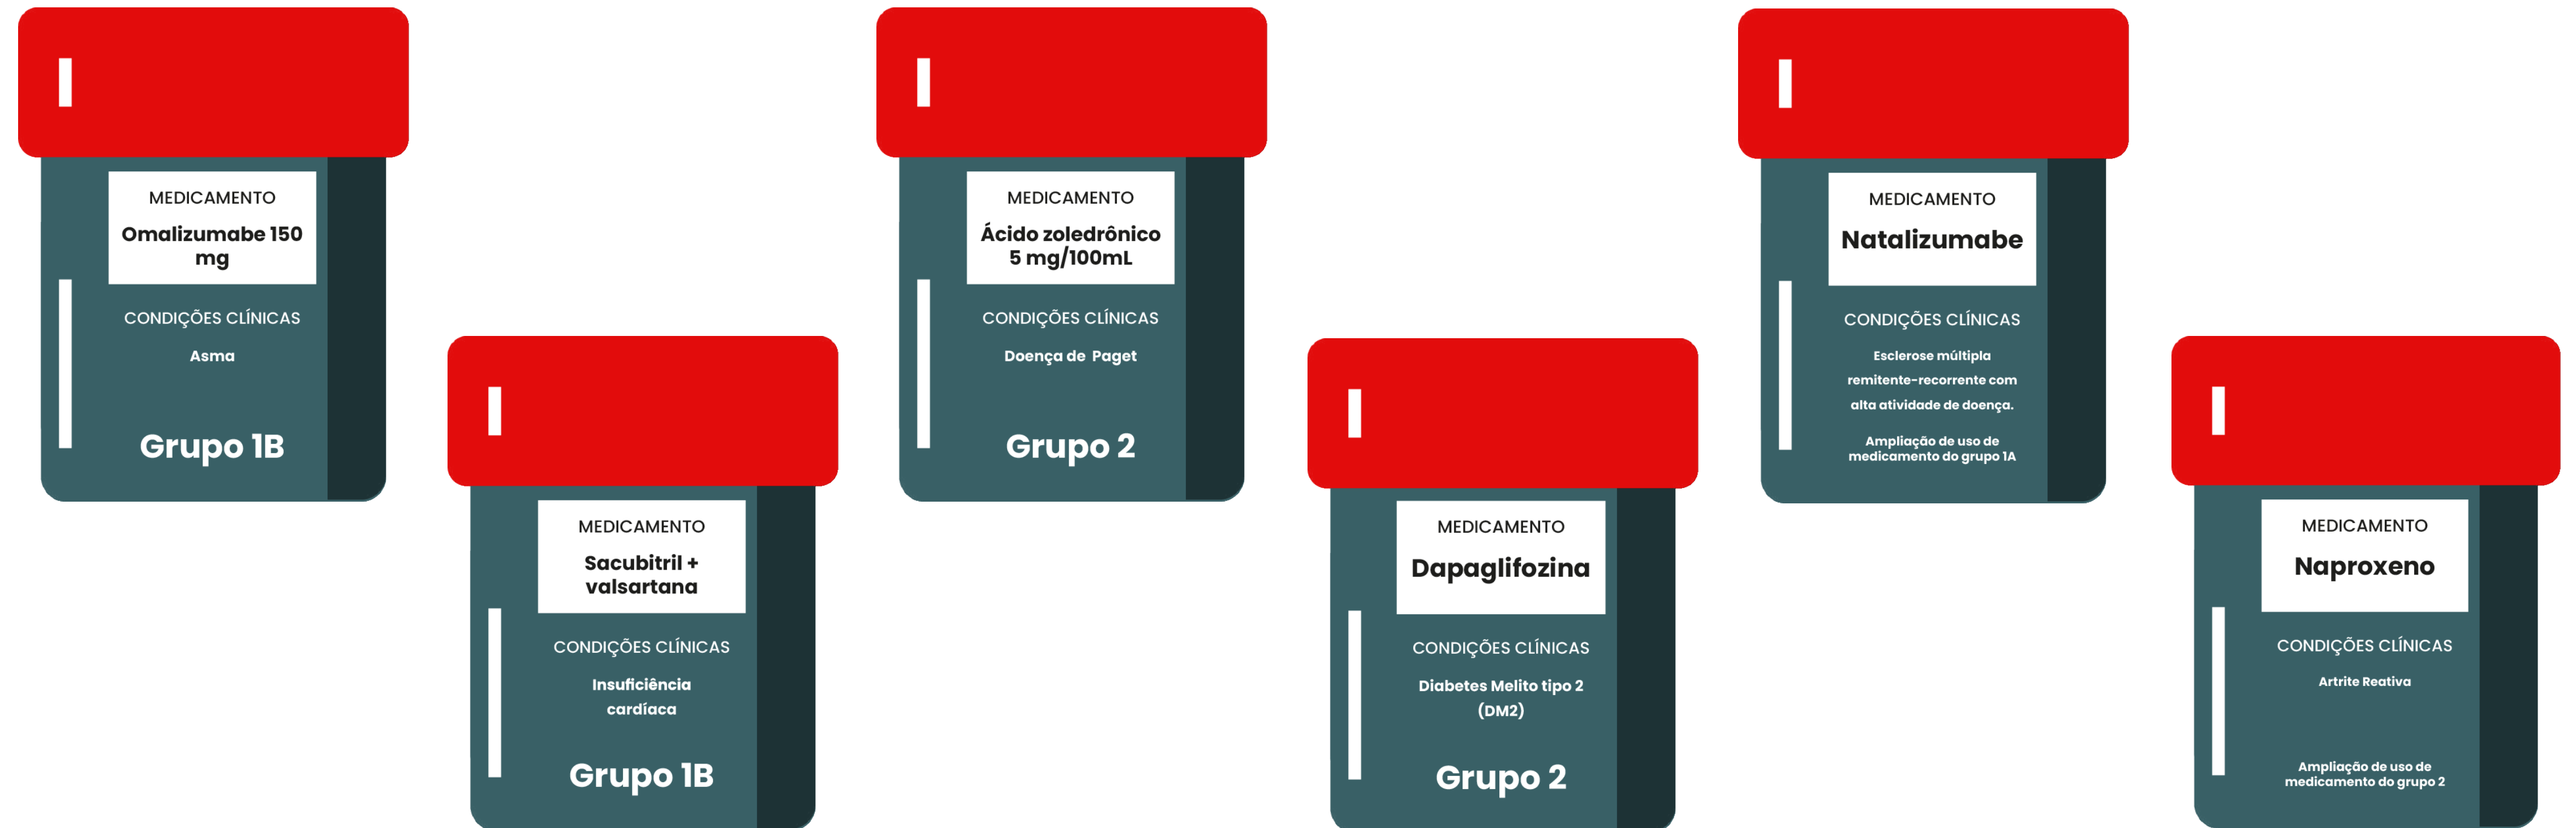 MEDICAMENTO
Omalizumabe 150
mg
CONDIÇÕES CLÍNICAS
Asma
Grupo 1B
MEDICAMENTO
Sacubitril +
valsartana
CONDIÇÕES CLÍNICAS
Insuficiência
cardíaca
Grupo 1B
MEDICAMENTO
Ácido zoledrônico
5 mg/100mL
CONDIÇÕES CLÍNICAS
Doença de Paget
Grupo 2
MEDICAMENTO
Dapaglifozina
CONDIÇÕES CLÍNICAS
Diabetes Melito tipo 2
(DM2)
Grupo 2
MEDICAMENTO
Natalizumabe
CONDIÇÕES CLÍNICAS
Esclerose múltipla
remitente-recorrente com
alta atividade de doença.
Ampliação de uso de
medicamento do grupo 1A
MEDICAMENTO
Naproxeno
CONDIÇÕES CLÍNICAS
Artrite Reativa
Ampliação de uso de
medicamento do grupo 2